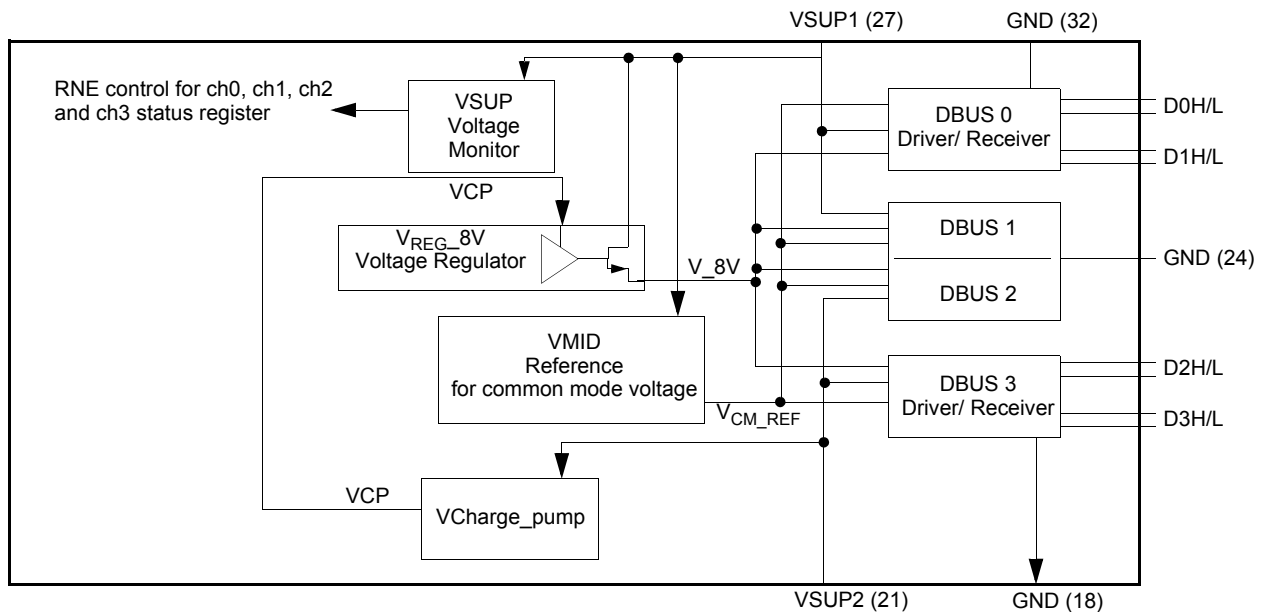 VSUP1 (27)
GND (32)
RNE control for ch0, ch1, ch2
and ch3 status register
VSUP
Voltage
Monitor
DBUS 0
Driver/ Receiver
D0H/L
D1H/L
VCP
VREG_8V
Voltage Regulator
V_8V
DBUS 1
DBUS 2
GND (24)
VMID
Reference
for common mode voltage
VCM_REF
DBUS 3
Driver/ Receiver
D2H/L
D3H/L
VCP
VCharge_pump
VSUP2 (21)
GND (18)